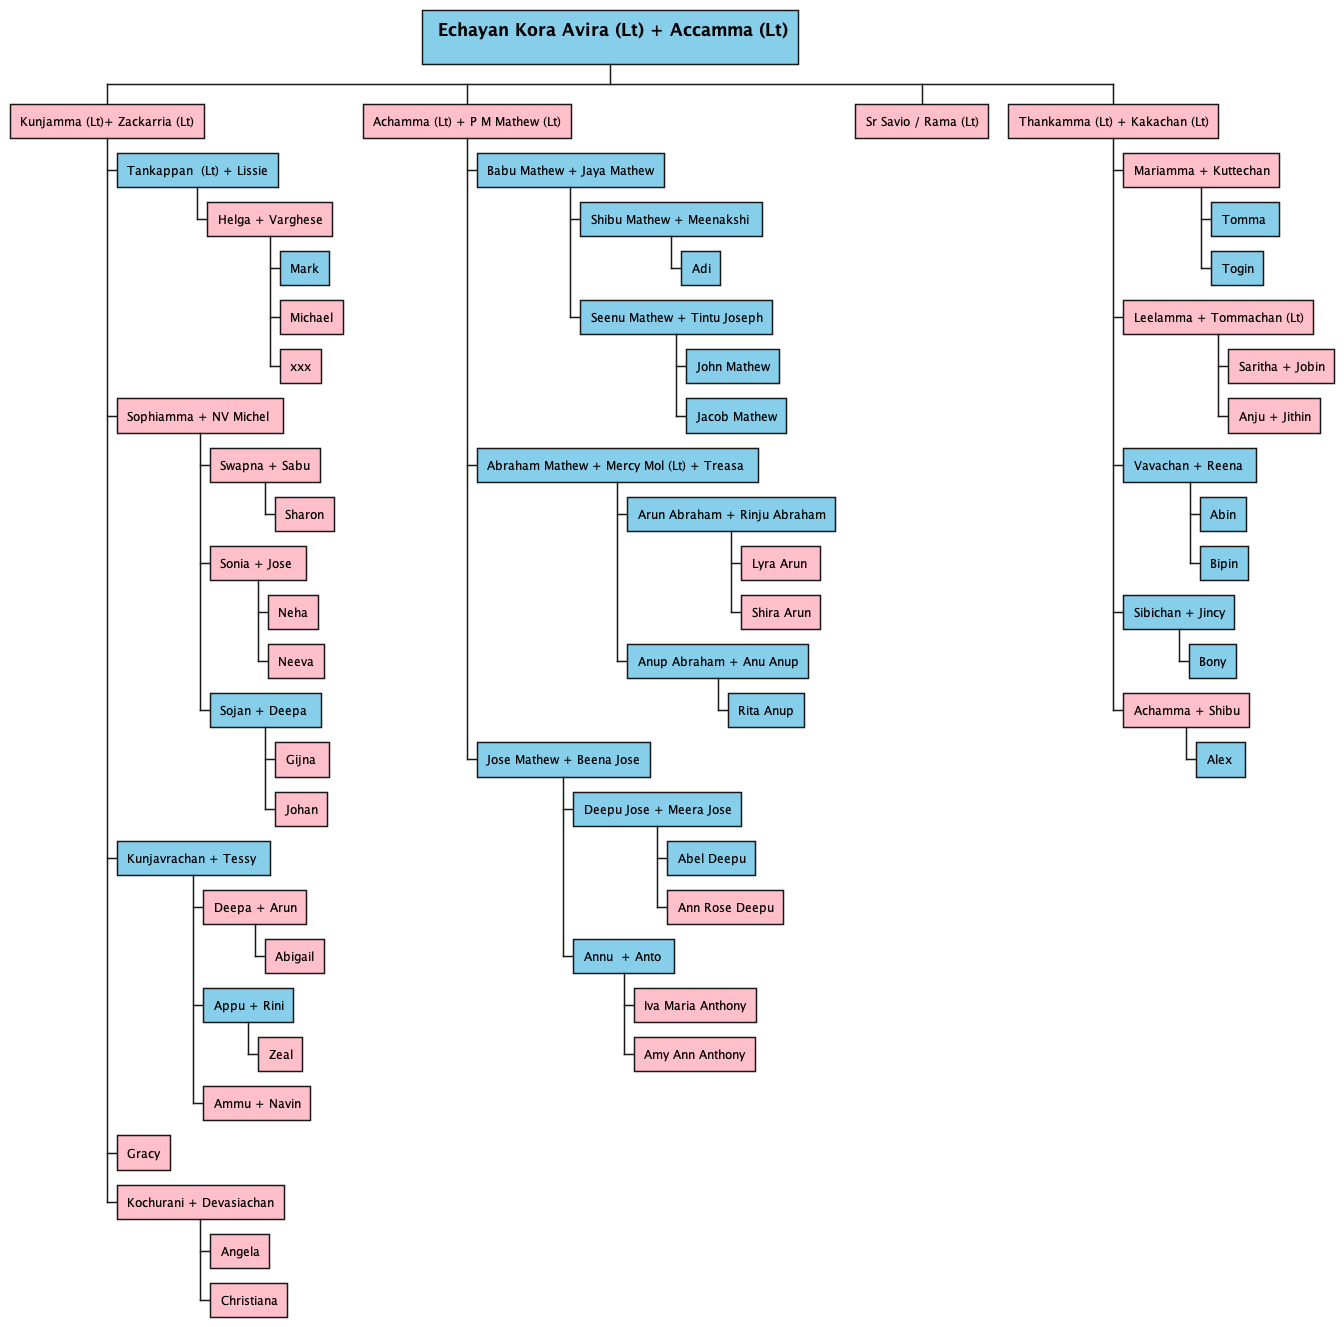 Echayan Kora Avira (Lt) + Accamma (Lt)
Kunjamma (Lt)+ Zackarria (Lt)
Tankappan  (Lt) + Lissie
Helga + Varghese
Mark
Michael
xxx
Sophiamma + NV Michel
Swapna + Sabu
Sharon
Sonia + Jose
Neha
Neeva
Sojan + Deepa
Gijna
Johan
Kunjavrachan + Tessy
Deepa + Arun
Abigail
Appu + Rini
Zeal
Ammu + Navin
Gracy
Kochurani + Devasiachan
Angela
Christiana
Achamma (Lt) + P M Mathew (Lt)
Babu Mathew + Jaya Mathew
Shibu Mathew + Meenakshi
Adi
Seenu Mathew + Tintu Joseph
John Mathew
Jacob Mathew
Abraham Mathew + Mercy Mol (Lt) + Treasa
Arun Abraham + Rinju Abraham
Lyra Arun
Shira Arun
Anup Abraham + Anu Anup
Rita Anup
Jose Mathew + Beena Jose
Deepu Jose + Meera Jose
Abel Deepu
Ann Rose Deepu
Annu  + Anto
Iva Maria Anthony
Amy Ann Anthony
Sr Savio / Rama (Lt)
Thankamma (Lt) + Kakachan (Lt)
Mariamma + Kuttechan
Tomma
Togin
Leelamma + Tommachan (Lt)
Saritha + Jobin
Anju + Jithin
Vavachan + Reena
Abin
Bipin
Sibichan + Jincy
Bony
Achamma + Shibu
Alex